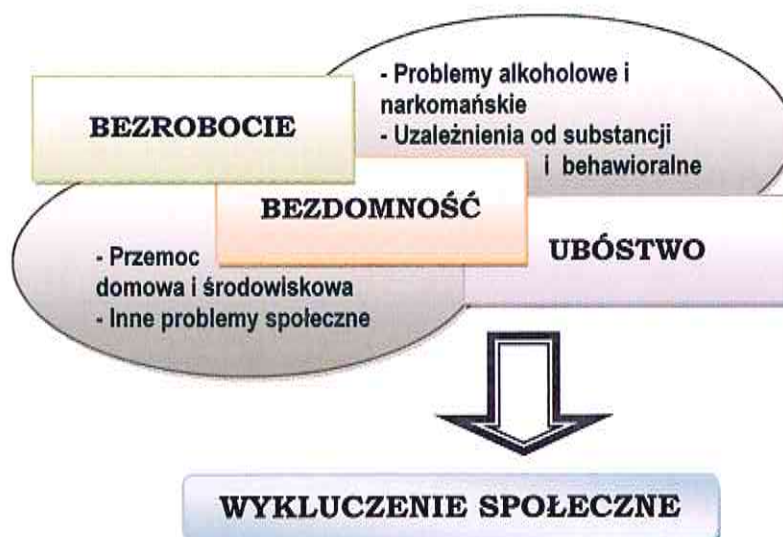 - Problemy alkoholowe i
narkomańskie
- Uzależnienia od substancji
i behawioralne
BEZROBOCIE
BEZDOMNOŚĆ
UBÓSTWO
- Przemoc
domowa i środowiskowa
- Inne problemy społeczne
WYKLUCZENIE SPOŁECZNE